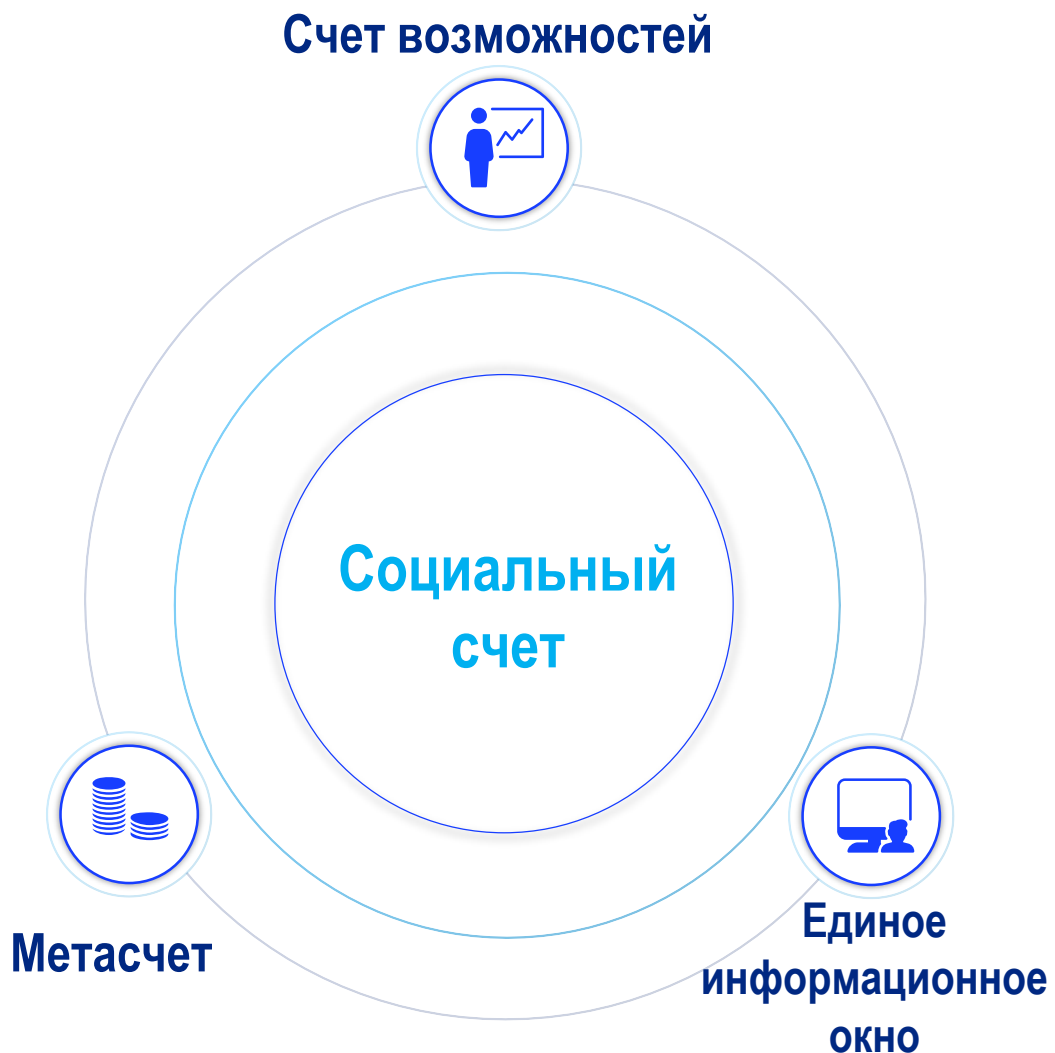 Счет возможностей
Социальный
счет
Метасчет
Единое
информационное
окно